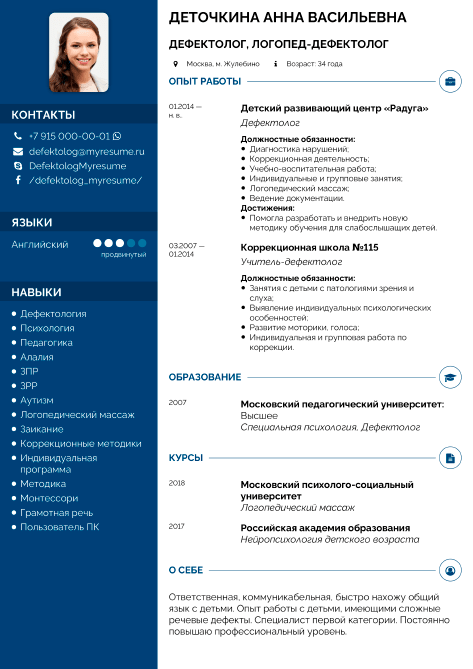 ДЕТОЧКИНА АННА ВАСИЛЬЕВНА
ДЕФЕКТОЛОГ, ЛОГОПЕД-ДЕФЕКТОЛОГ
Москва, м. Жулебино
Возраст: 34 года
КОНТАКТЫ
+7 915 000-00-01
defektolog@myresume.ru
DefektologMyresume
/defektolog_myresume/
ЯЗЫКИ
Английский
продвинутый
НАВЫКИ
Дефектология
Психология
Педагогика
Алалия
ЗПР
ЗРР
Аутизм
Логопедический массаж
Заикание
Коррекционные методики
Индивидуальная
программа
Методика
Монтессори
Грамотная речь
Пользователь ПК
ОПЫТ РАБОТЫ
01.2014 —
н. в.
Детский развивающий центр «Радуга»
Дефектолог
Должностные обязанности:
Диагностика нарушений;
Коррекционная деятельность;
Учебно-воспитательная работа;
Индивидуальные и групповые занятия;
Логопедический массаж;
Ведение документации.
Достижения:
Помогла разработать и внедрить новую
методику обучения для слабослышащих детей.
03.2007 —
01.2014
Коррекционная школа №115
Учитель-дефектолог
Должностные обязанности:
Занятия с детьми с патологиями зрения и
слуха;
Выявление индивидуальных психологических
особенностей;
Развитие моторики, голоса;
Индивидуальная и групповая работа по
коррекции.
ОБРАЗОВАНИЕ
2007
Московский педагогический университет:
Высшее
Специальная психология. Дефектолог
КУРСЫ
2018
Московский психолого-социальный
университет
Логопедический массаж
2017
Российская академия образования
Нейропсихология детского возраста
О СЕБЕ
Ответственная, коммуникабельная, быстро нахожу общий
язык с детьми. Опыт работы с детьми, имеющими сложные
речевые дефекты. Специалист первой категории. Постоянно
повышаю профессиональный уровень.